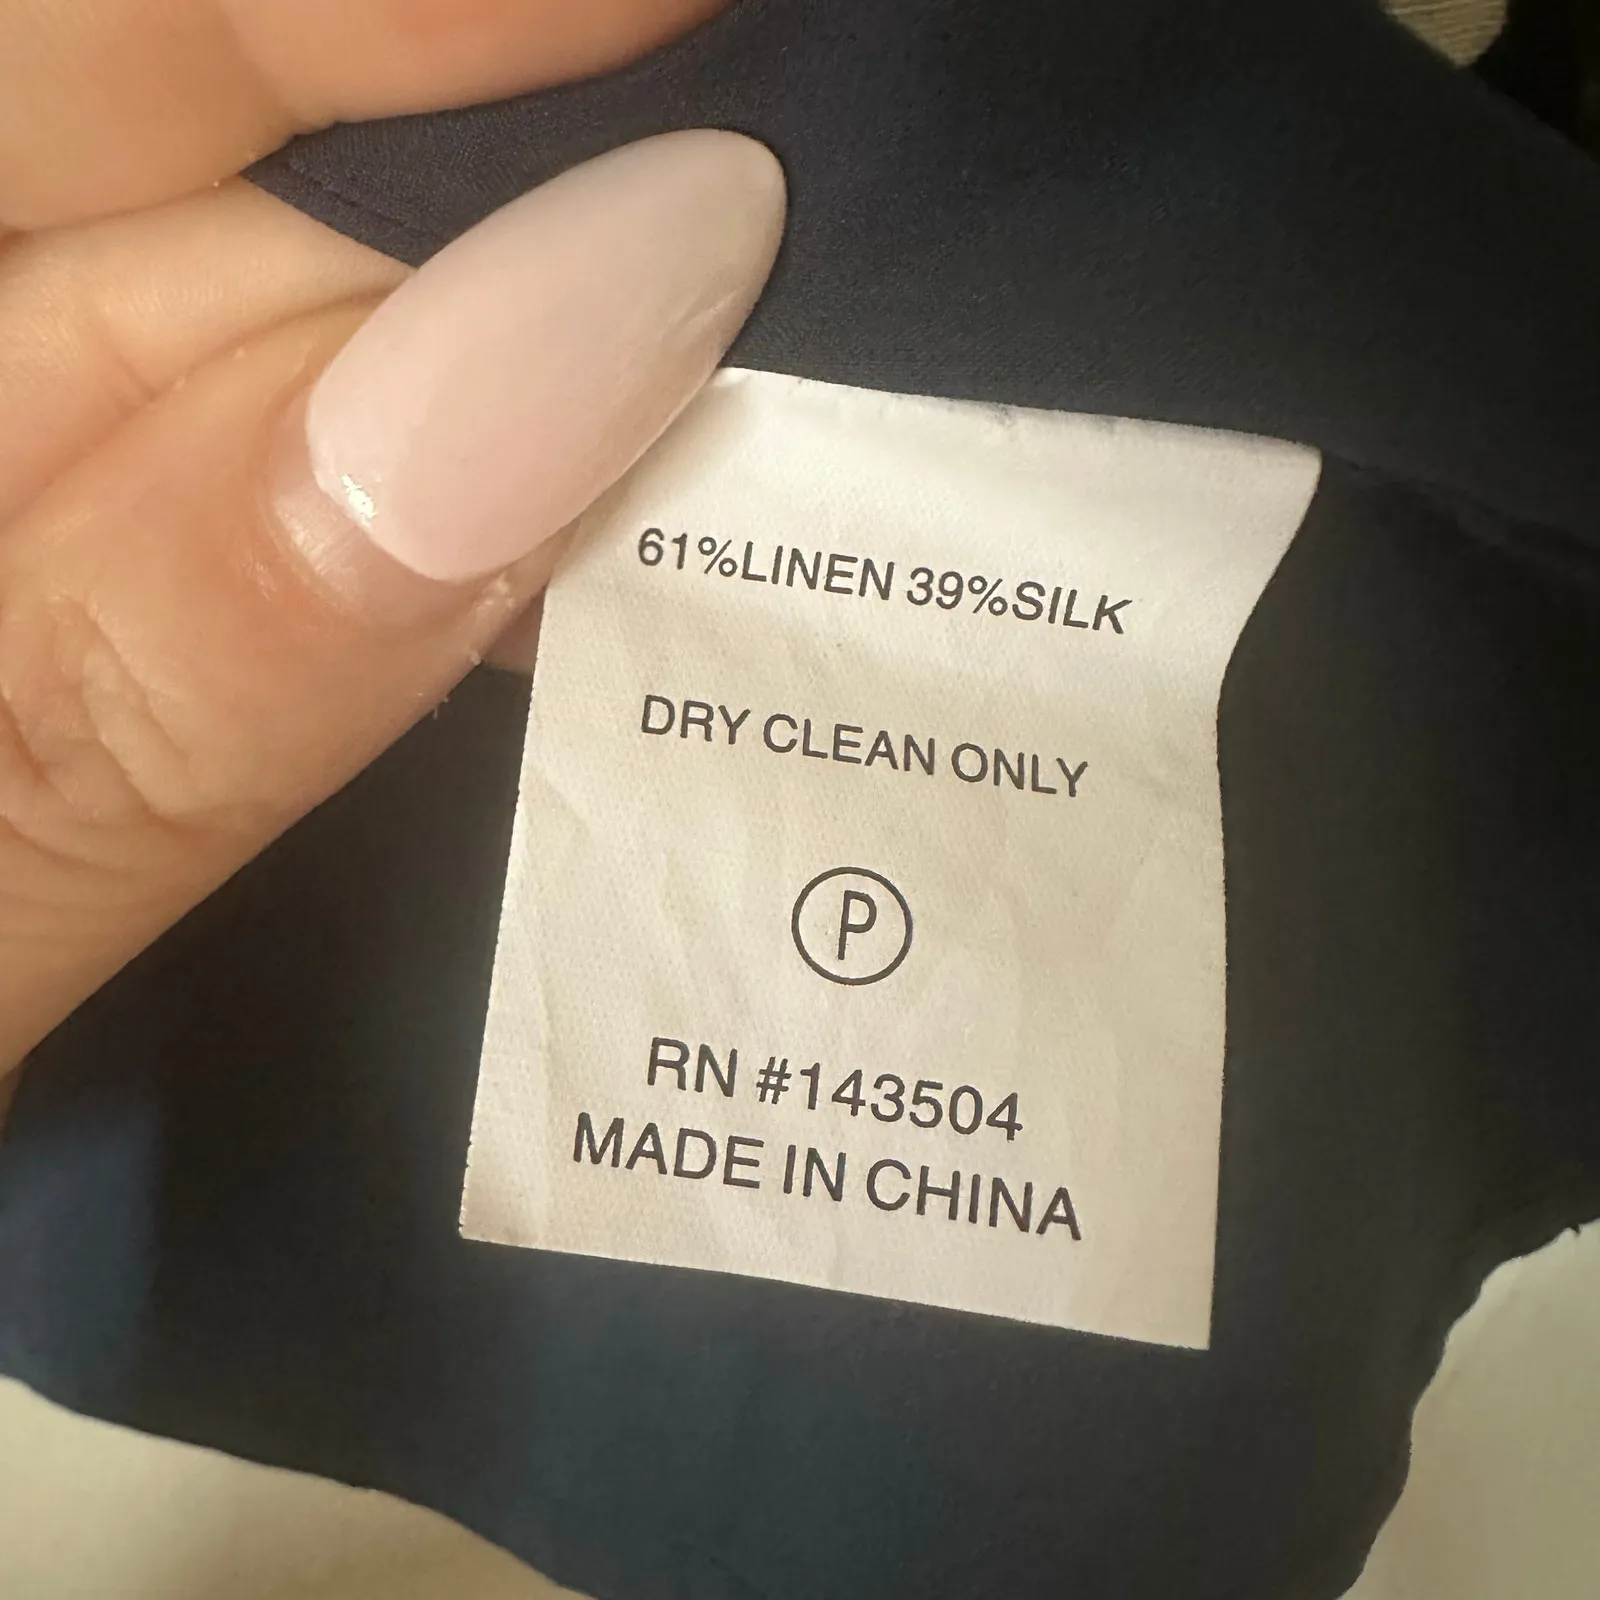 61%LINEN 39%SILK
DRY CLEAN ONLY
P
RN #143504
MADE IN CHINA